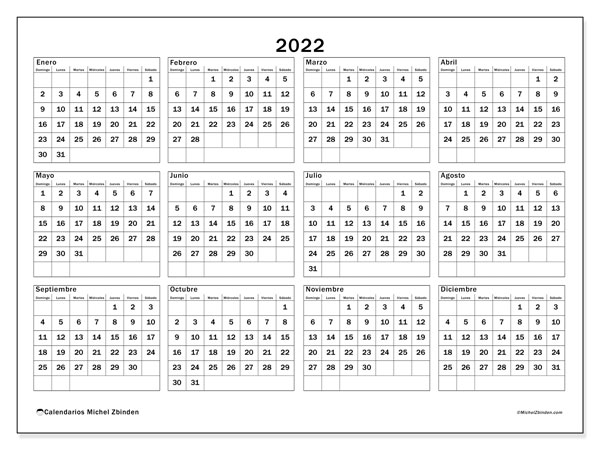 2022
Enero
Domingo Lunes Martes Miércoles Jueves Viernes Sábado
1
2 3 4 5 6 7 8
9 10 11 12 13 14 15
16 17 18 19 20 21 22
23 24 25 26 27 28 29
30 31
Febrero
Domingo Lunes Martes Miércoles Jueves Viernes Sábado
1 2 3 4 5
6 7 8 9 10 11 12
13 14 15 16 17 18 19
20 21 22 23 24 25 26
27 28
Marzo
Domingo Lunes Martes Miércoles Jueves Viernes Sábado
1 2 3 4 5
6 7 8 9 10 11 12
13 14 15 16 17 18 19
20 21 22 23 24 25 26
27 28 29 30 31
Abril
Domingo Lunes Martes Miércoles Jueves Viernes Sábado
1 2
3 4 5 6 7 8 9
10 11 12 13 14 15 16
17 18 19 20 21 22 23
24 25 26 27 28 29 30
Mayo
Domingo Lunes Martes Miércoles Jueves Viernes Sábado
1 2 3 4 5 6 7
8 9 10 11 12 13 14
15 16 17 18 19 20 21
22 23 24 25 26 27 28
29 30 31
Junio
Domingo Lunes Martes Miércoles Jueves Viernes Sábado
1 2 3 4
5 6 7 8 9 10 11
12 13 14 15 16 17 18
19 20 21 22 23 24 25
26 27 28 29 30
Julio
Domingo Lunes Martes Miércoles Jueves Viernes Sábado
1 2
3 4 5 6 7 8 9
10 11 12 13 14 15 16
17 18 19 20 21 22 23
24 25 26 27 28 29 30
31
Agosto
Domingo Lunes Martes Miércoles Jueves Viernes Sábado
1 2 3 4 5 6
7 8 9 10 11 12 13
14 15 16 17 18 19 20
21 22 23 24 25 26 27
28 29 30 31
Septiembre
Domingo Lunes Martes Miércoles Jueves Viernes Sábado
1 2 3
4 5 6 7 8 9 10
11 12 13 14 15 16 17
18 19 20 21 22 23 24
25 26 27 28 29 30
Octubre
Domingo Lunes Martes Miércoles Jueves Viernes Sábado
1
2 3 4 5 6 7 8
9 10 11 12 13 14 15
16 17 18 19 20 21 22
23 24 25 26 27 28 29
30 31
Noviembre
Domingo Lunes Martes Miércoles Jueves Viernes Sábado
1 2 3 4 5
6 7 8 9 10 11 12
13 14 15 16 17 18 19
20 21 22 23 24 25 26
27 28 29 30
Diciembre
Domingo Lunes Martes Miércoles Jueves Viernes Sábado
1 2 3
4 5 6 7 8 9 10
11 12 13 14 15 16 17
18 19 20 21 22 23 24
25 26 27 28 29 30 31
Calendarios Michel Zbinden
©MichelZbinden.com